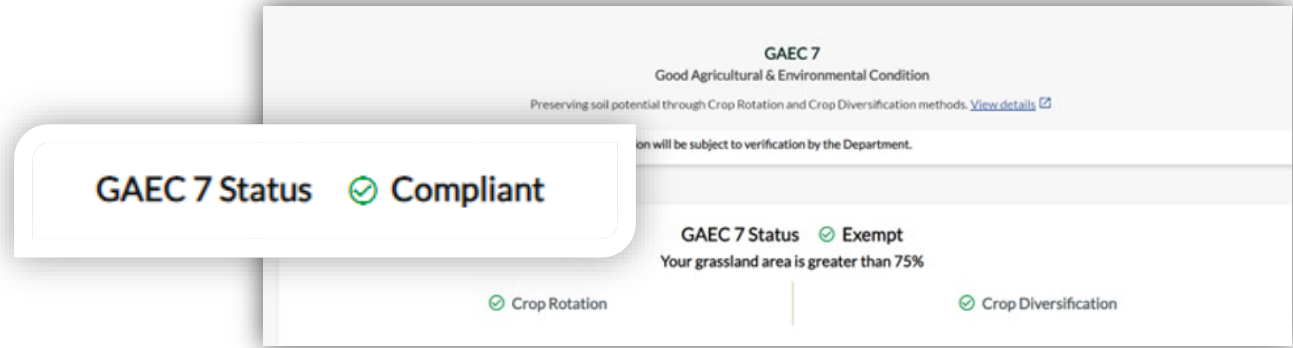 GAEC 7
Good Agricultural & Environmental Condition
Preserving soil potential through Crop Rotation and Crop Diversification methods. View details
will be subject to verification by the Department.
GAEC 7 Status Compliant
GAEC 7 Status Exempt
Your grassland area is greater than 75%
Crop Rotation
Crop Diversification